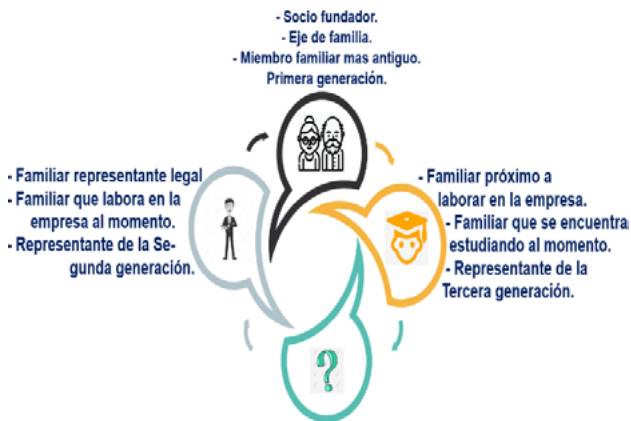 - Socio fundador.
- Eje de familia.
- Miembro familiar mas antiguo.
Primera generación.
- Familiar representante legal
- Familiar que labora en la
empresa al momento.
- Representante de la Se-
gunda generación.
- Familiar próximo a
laborar en la empresa.
- Familiar que se encuentra
estudiando al momento.
- Representante de la
Tercera generación.
?